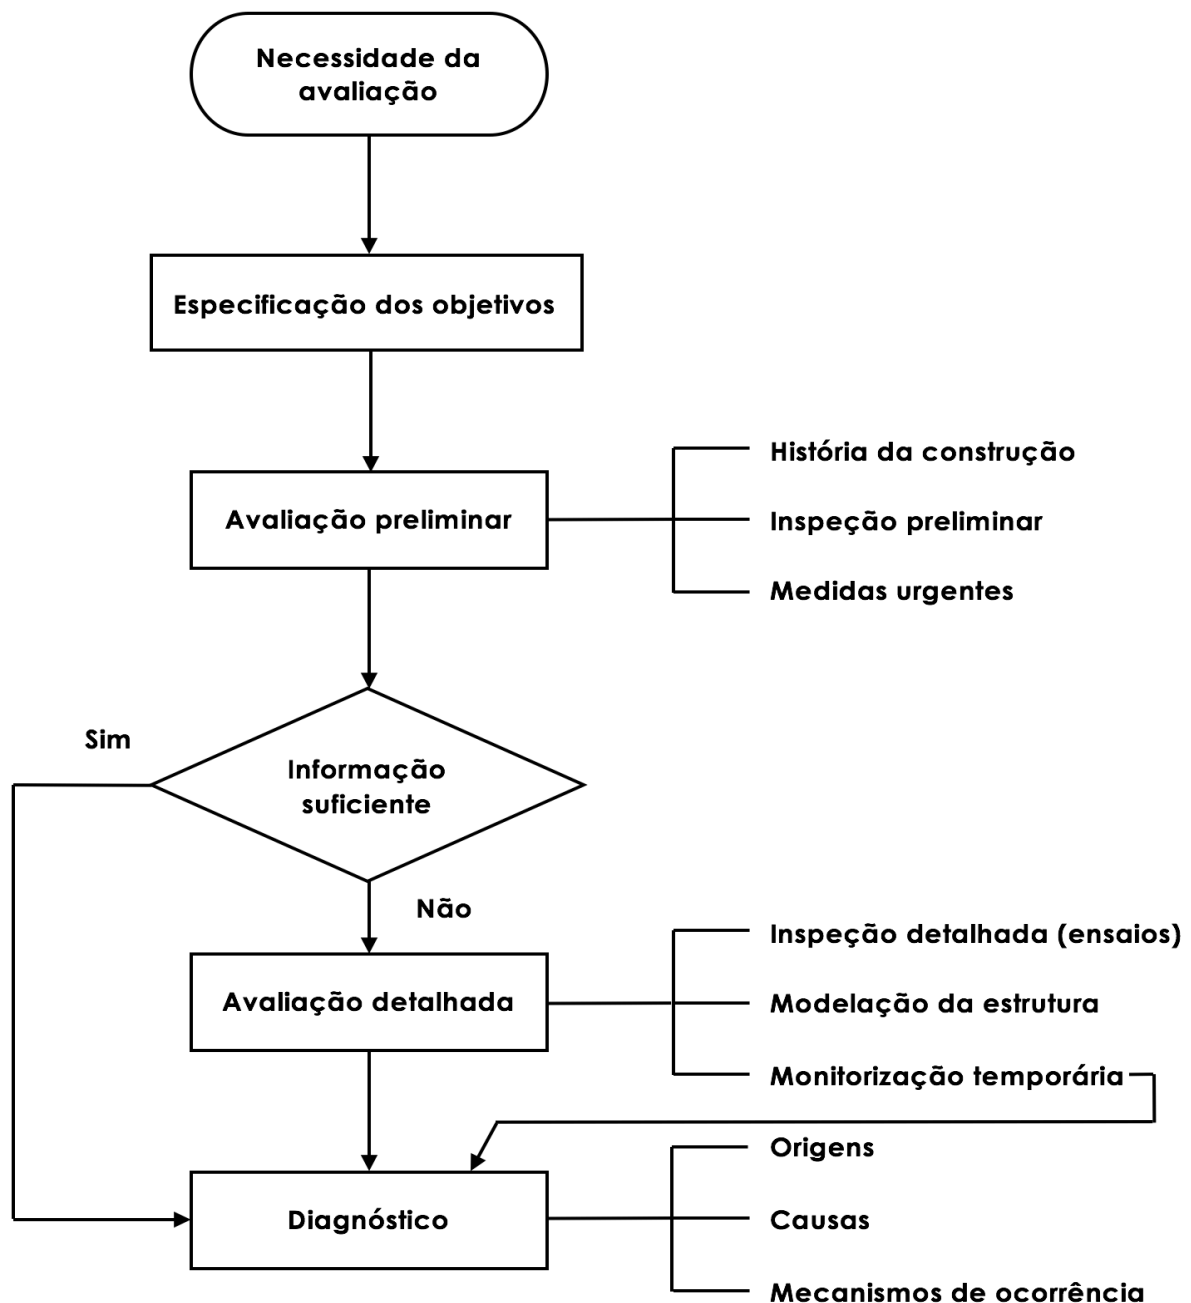 Necessidade da
avaliação
Especificação dos objetivos
Avaliação preliminar
História da construção
Inspeção preliminar
Medidas urgentes
Sim
Informação
suficiente
Não
Avaliação detalhada
Inspeção detalhada (ensaios)
Modelação da estrutura
Monitorização temporária
Diagnóstico
Origens
Causas
Mecanismos de ocorrência